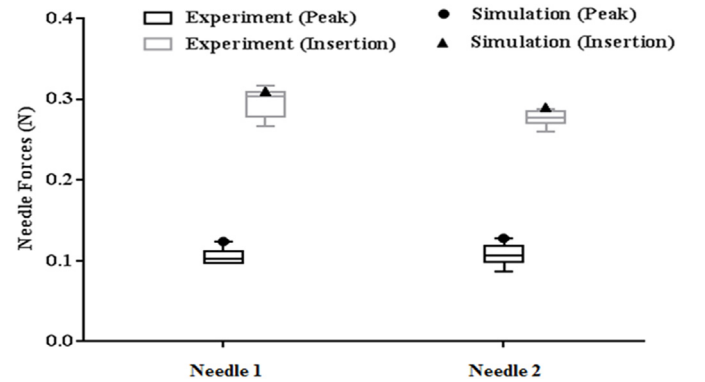 Experiment (Peak)
Experiment (Insertion)
Simulation (Peak)
Simulation (Insertion)
Needle Forces (N)
0.4
0.3
0.2
0.1
0.0
Needle 1
Needle 2